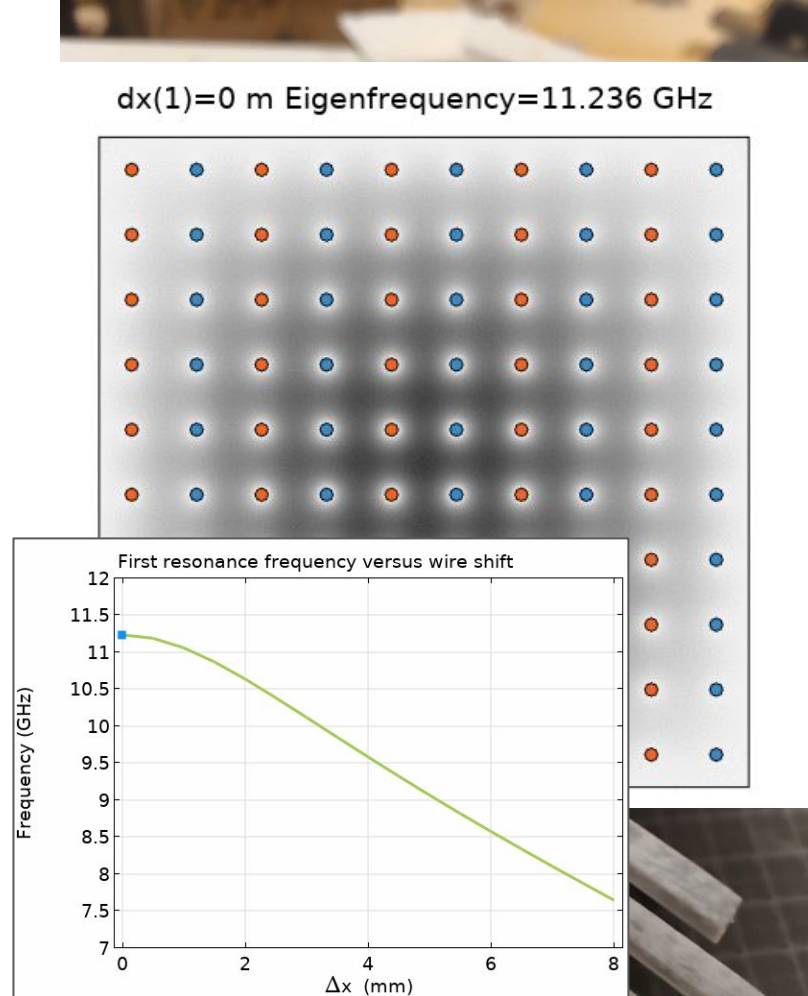 dx(1)=0 m Eigenfrequency=11.236 GHz
First resonance frequency versus wire shift
12
11.5
11
10.5
10
9.5
9
8.5
8
7.5
7
Frequency (GHz)
0 2 4 6 8
Δx (mm)